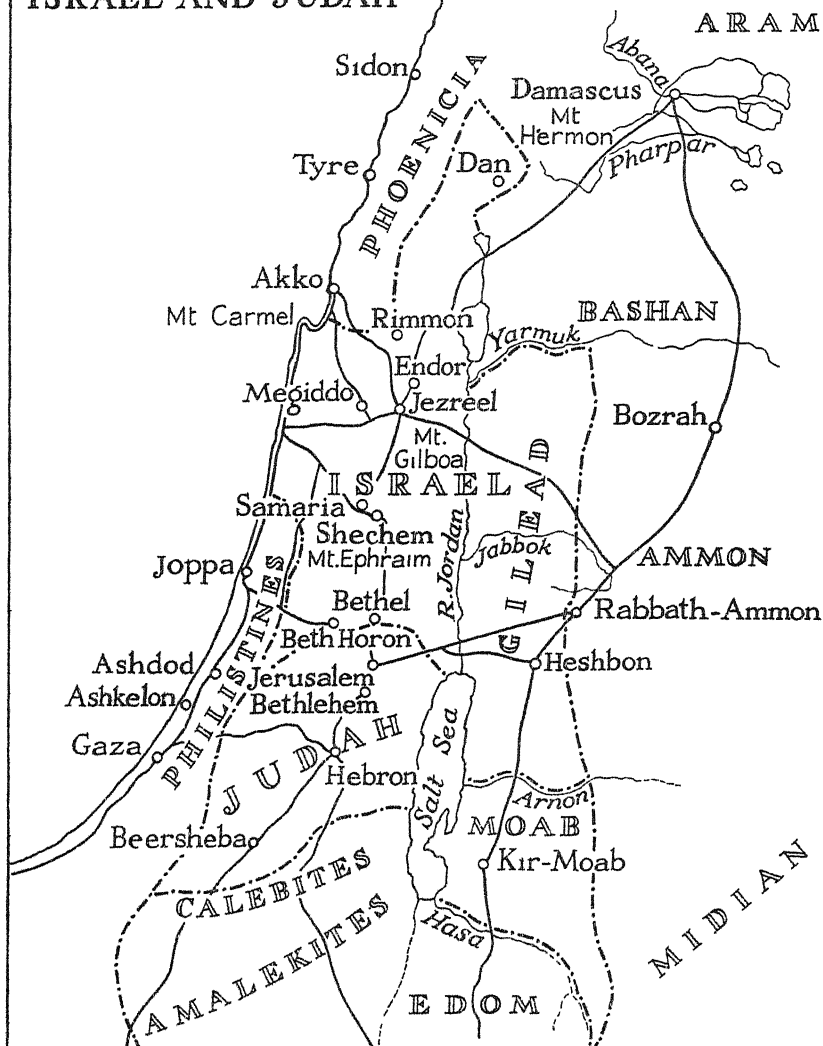 ISRAEL AND JUDAH
ARAM
Abana
Sidon
Damascus
Mt
Hermon
Pharpar
PHOENICIA
Tyre
Dan
Akko
Mt Carmel
Rimmon
BASHAN
Yarmuk
Endor
Megiddo
Jezreel
Bozrah
Mt.
Gilboa
ISRAEL
GILEAD
Samaria
Shechem
Mt.Ephraim
R.Jordan
Jabbok
AMMON
Joppa
PHILISTINES
Bethel
Beth Horon
Rabbath-Ammon
Ashdod
Jerusalem
Heshbon
Ashkelon
Bethlehem
Gaza
JUDAH
Hebron
Salt Sea
Arnon
MOAB
Beersheba
Kir-Moab
CALEBITES
MIDIAN
AMALEKITES
Hasa
EDOM